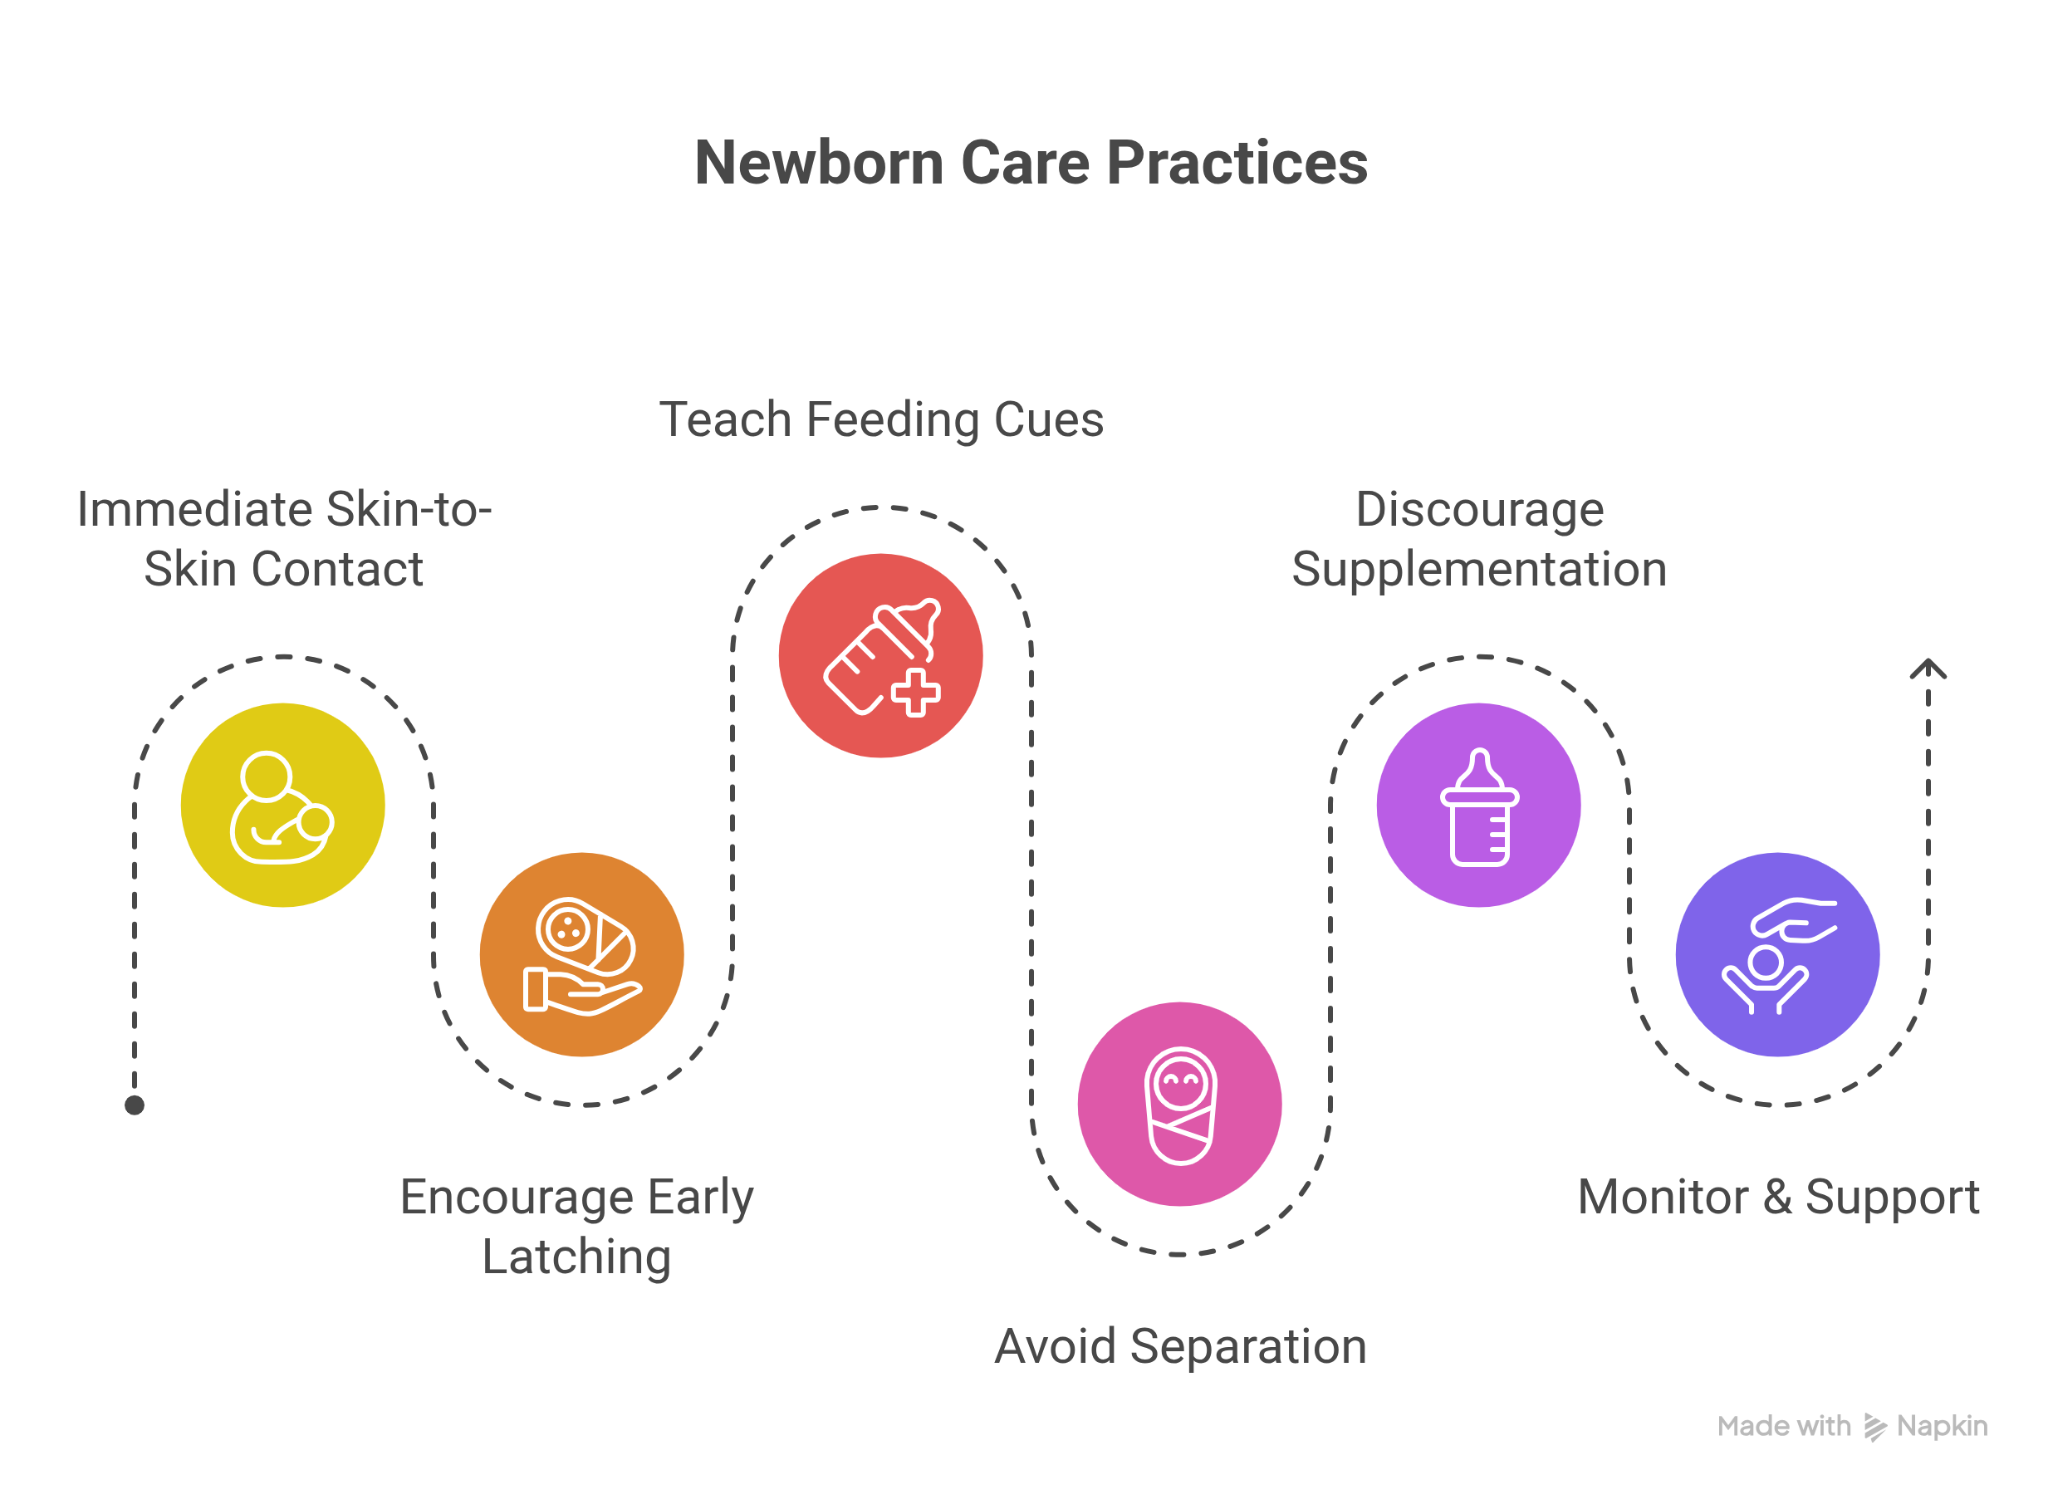 Newborn Care Practices
Immediate Skin-to-
Skin Contact
Encourage Early
Latching
Teach Feeding Cues
Avoid Separation
Discourage
Supplementation
Monitor & Support
Made with Napkin